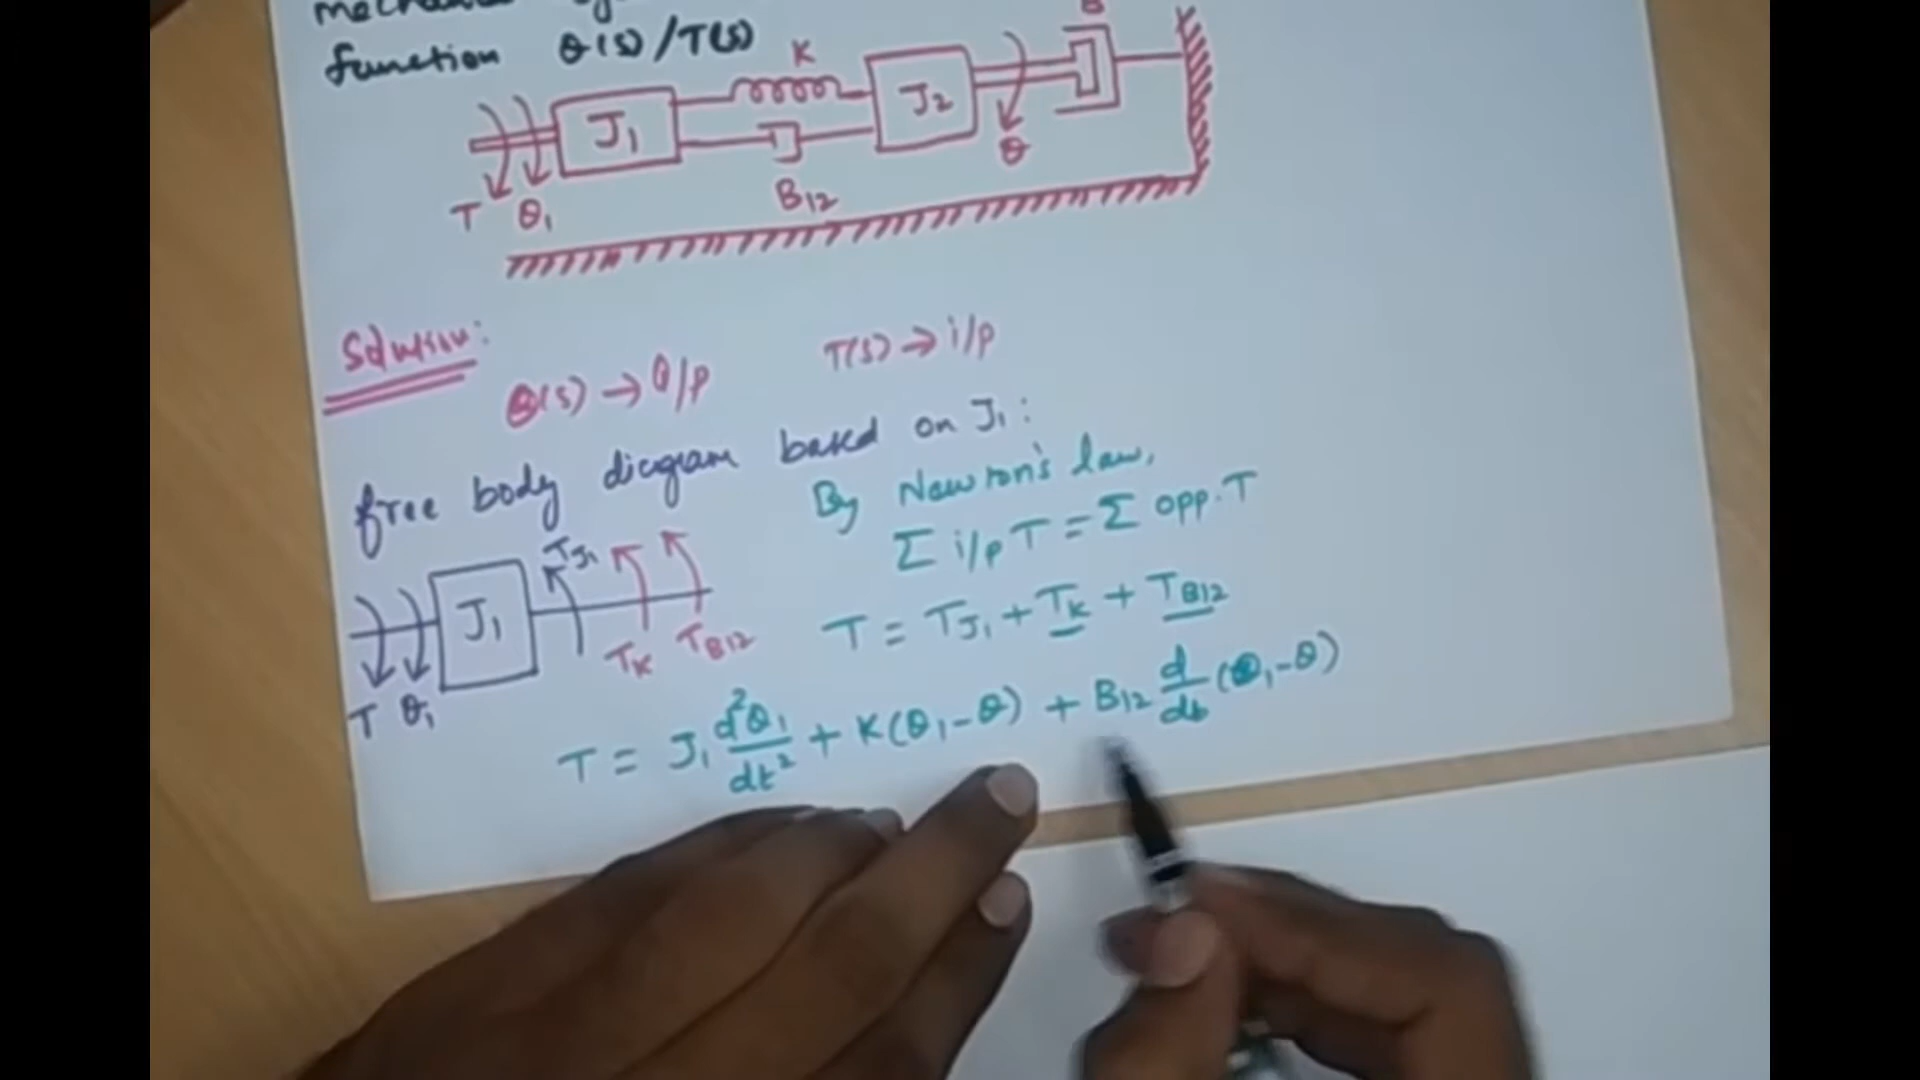 function θ(s)/T(s)
K
B
J1
J2
T θ1
B12
θ
Solution:
θ(s) → O/p
T(s) → i/p
free body diagram based on J1:
By Newton's law,
Σ i/p T = Σ opp. T
TJ1
J1
TK TB12
T θ1
T = TJ1 + TK + TB12
T = J1 d²θ1/dt² + K(θ1-θ) + B12 d/dt (θ1-θ)